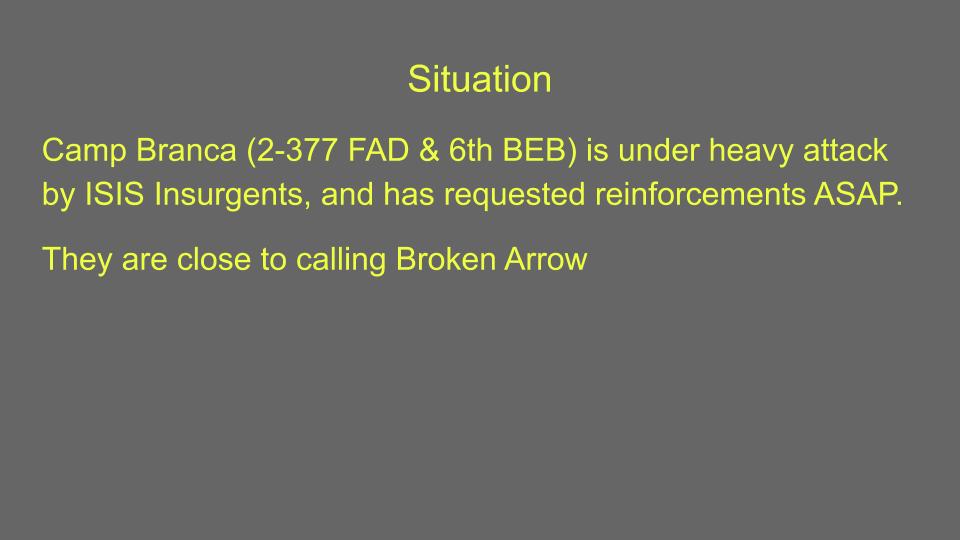 Situation
Camp Branca (2-377 FAD & 6th BEB) is under heavy attack
by ISIS Insurgents, and has requested reinforcements ASAP.
They are close to calling Broken Arrow